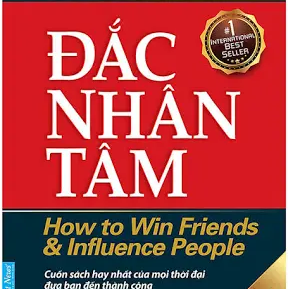 #1
INTERNATIONAL
BEST
SELLER
ĐẮC
NHÂN
TÂM
How to Win Friends
& Influence People
Cuốn sách hay nhất của mọi thời đại
đưa bạn đến thành công